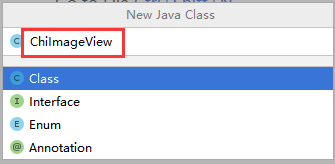 New Java Class
C ChiImageView
C Class
I Interface
E Enum
@ Annotation